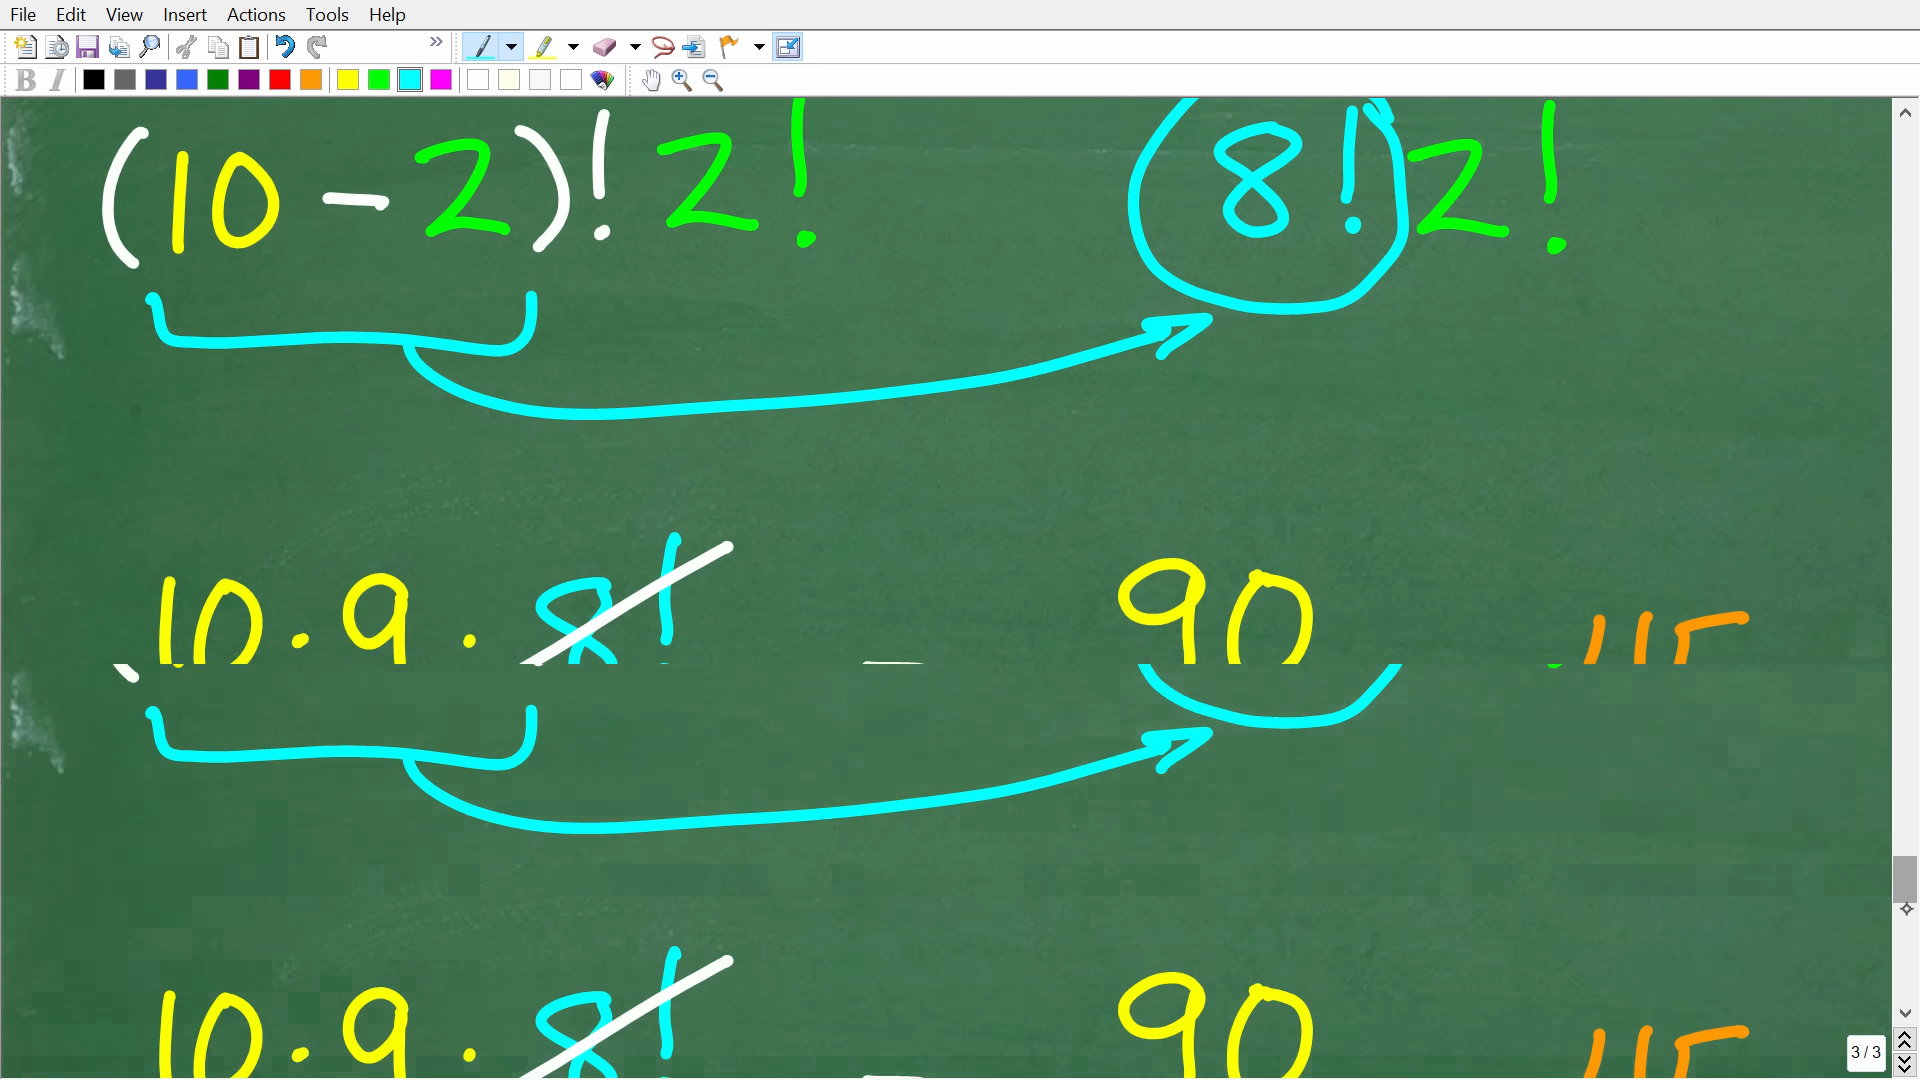 File Edit View Insert Actions Tools Help
B I
(10 - 2)! 2! 8! 2!
10 . 9 . 8! 90
10 . 9 . 8! 90
3 / 3